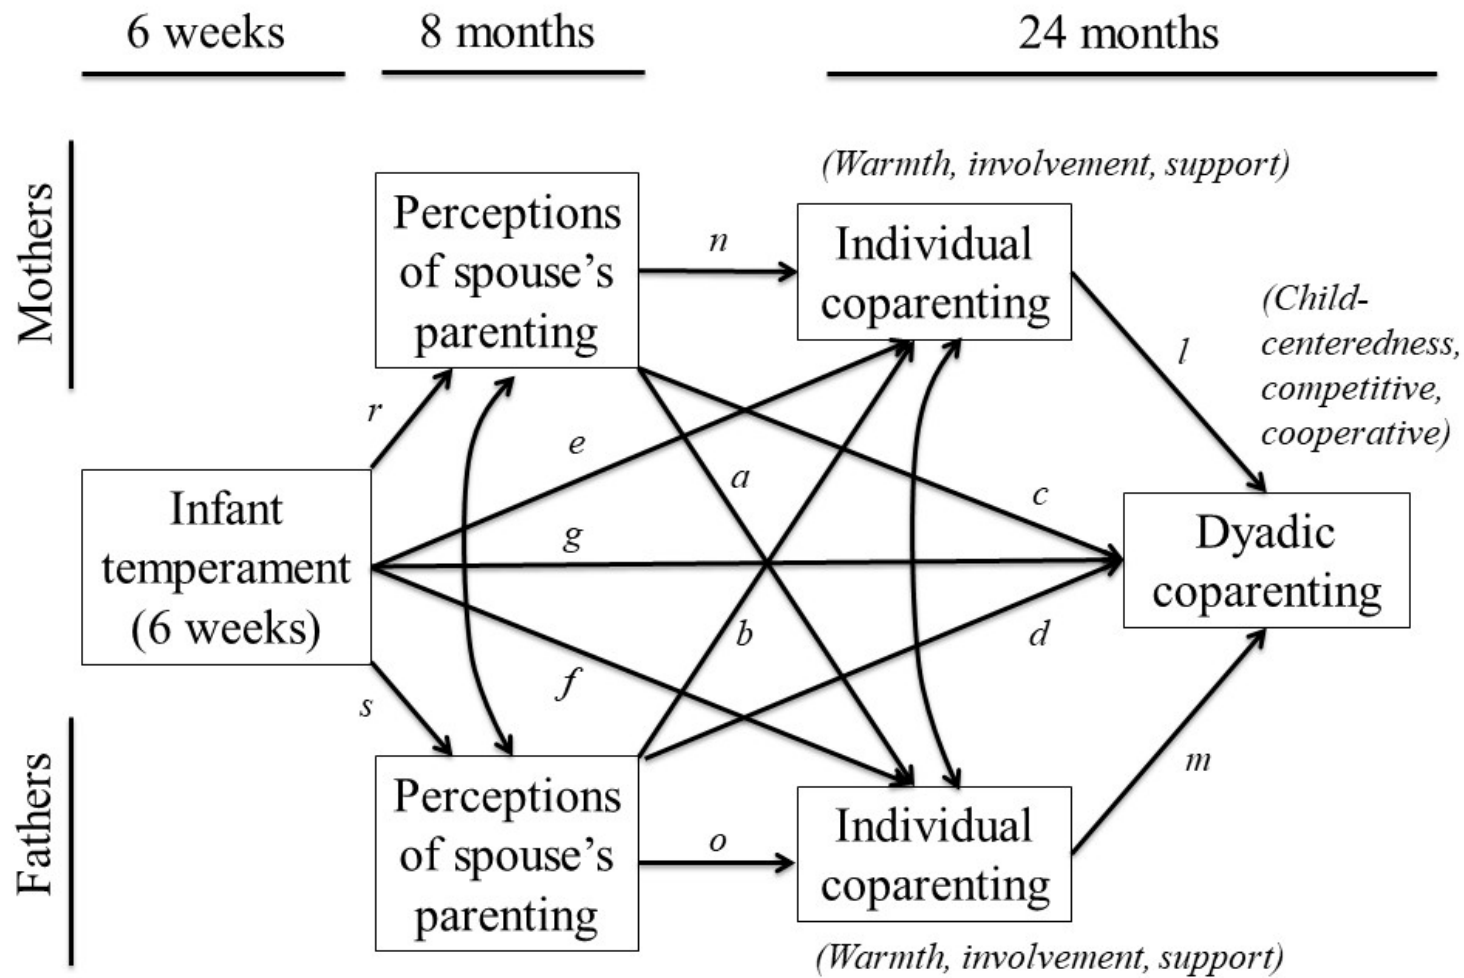 6 weeks
8 months
24 months
Mothers
(Warmth, involvement, support)
Perceptions
of spouse's
parenting
n
Individual
coparenting
l
(Child-
centeredness,
competitive,
cooperative)
r
e
a
c
Infant
temperament
(6 weeks)
g
Dyadic
coparenting
b
d
f
s
m
Fathers
Perceptions
of spouse's
parenting
o
Individual
coparenting
(Warmth, involvement, support)